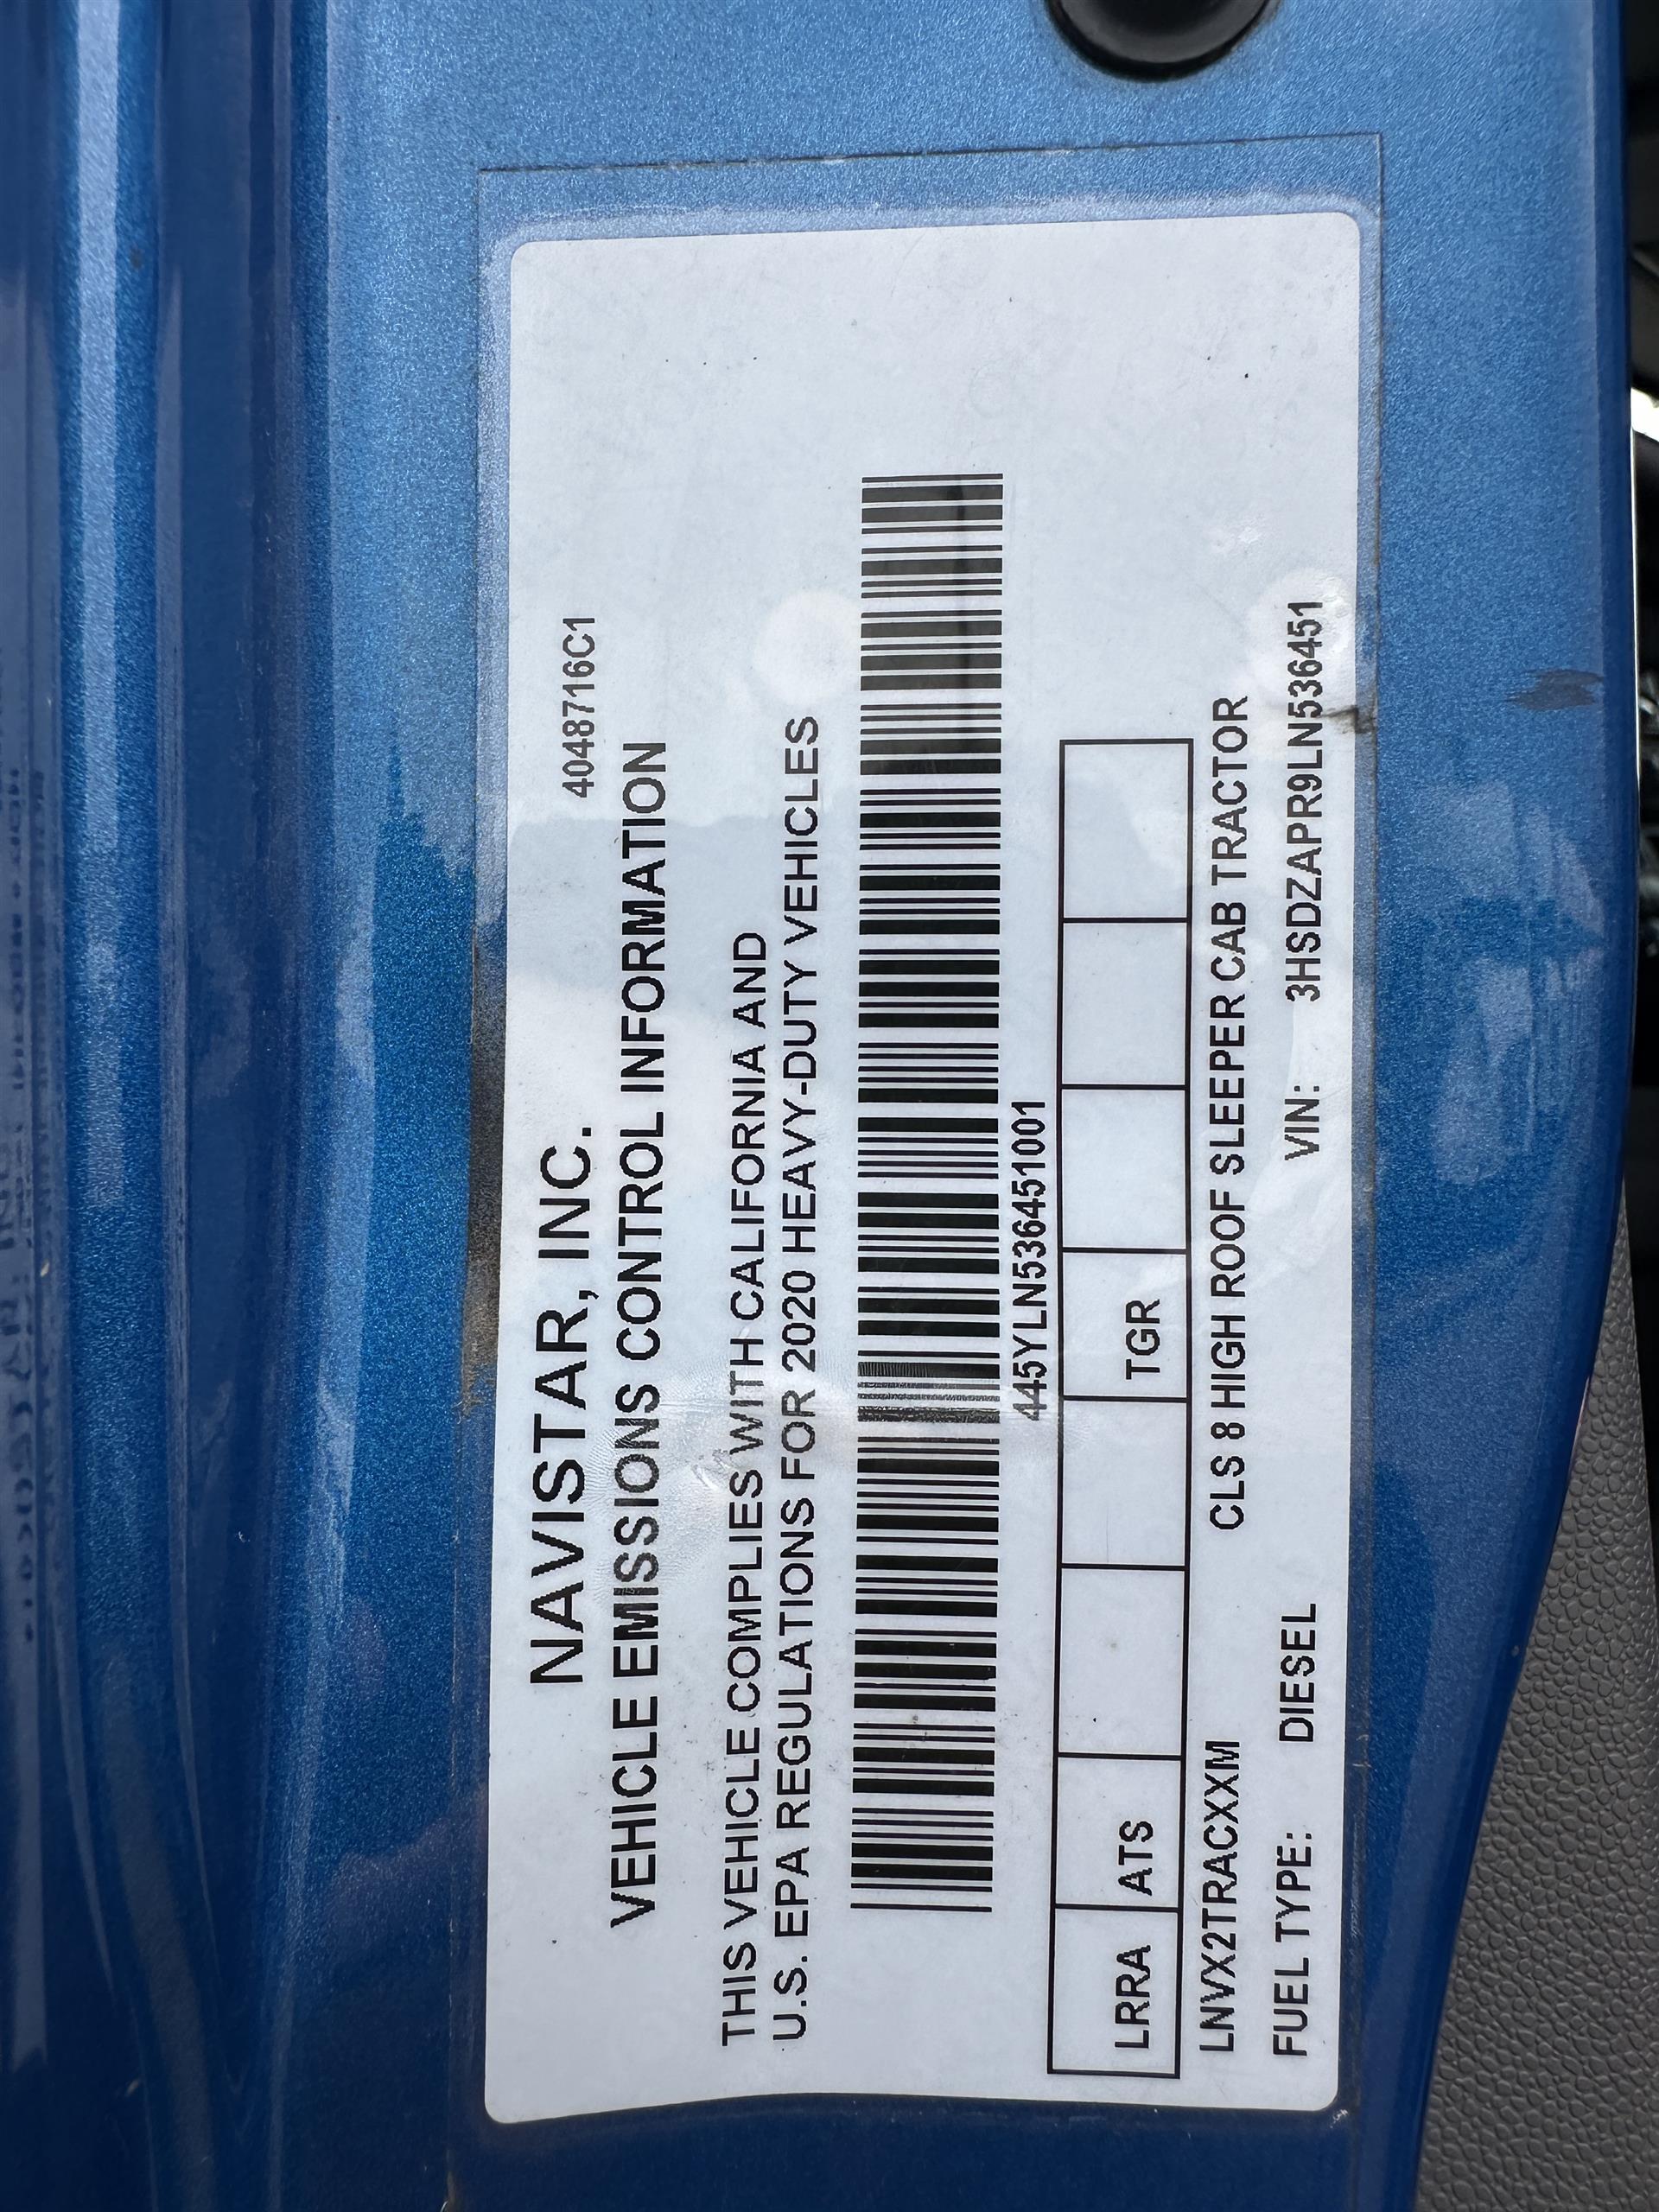 4048716C1
NAVISTAR, INC.
VEHICLE EMISSIONS CONTROL INFORMATION
THIS VEHICLE COMPLIES WITH CALIFORNIA AND
U.S. EPA REGULATIONS FOR 2020 HEAVY-DUTY VEHICLES
445YLN536451001
LRRA ATS TGR
LNVX2TRACXXM CLS 8 HIGH ROOF SLEEPER CAB TRACTOR
FUEL TYPE: DIESEL VIN: 3HSDZAPR9LN536451